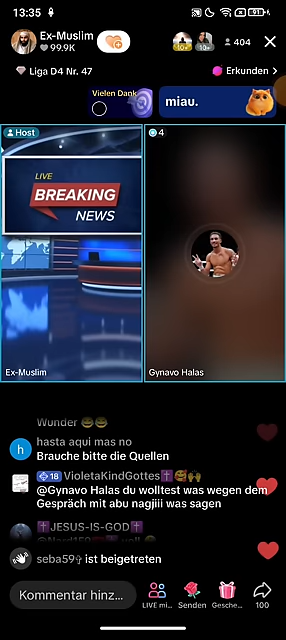 13:35
91
Ex-Muslim
99.9K
10+
10+
404
Liga D4 Nr. 47
Erkunden
Vielen Dank
miau.
Host
4
LIVE
BREAKING
NEWS
Ex-Muslim
Gynavo Halas
Wunder 😄😄
h
hasta aqui mas no
Brauche bitte die Quellen
18 VioletaKindGottes✝️🥰🙌
@Gynavo Halas du wolltest was wegen dem
Gespräch mit abu nagjiii was sagen
✝️JESUS-IS-GOD✝️
seba59✞ ist beigetreten
Kommentar hinz...
LIVE mi...
Senden
Gesche...
100